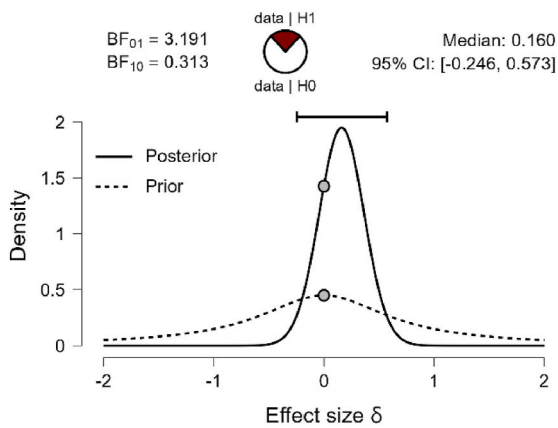 data | H1
BF01 = 3.191
BF10 = 0.313
data | H0
Median: 0.160
95% CI: [-0.246, 0.573]
2
1.5
1
0.5
0
Density
Posterior
Prior
-2 -1 0 1 2
Effect size δ